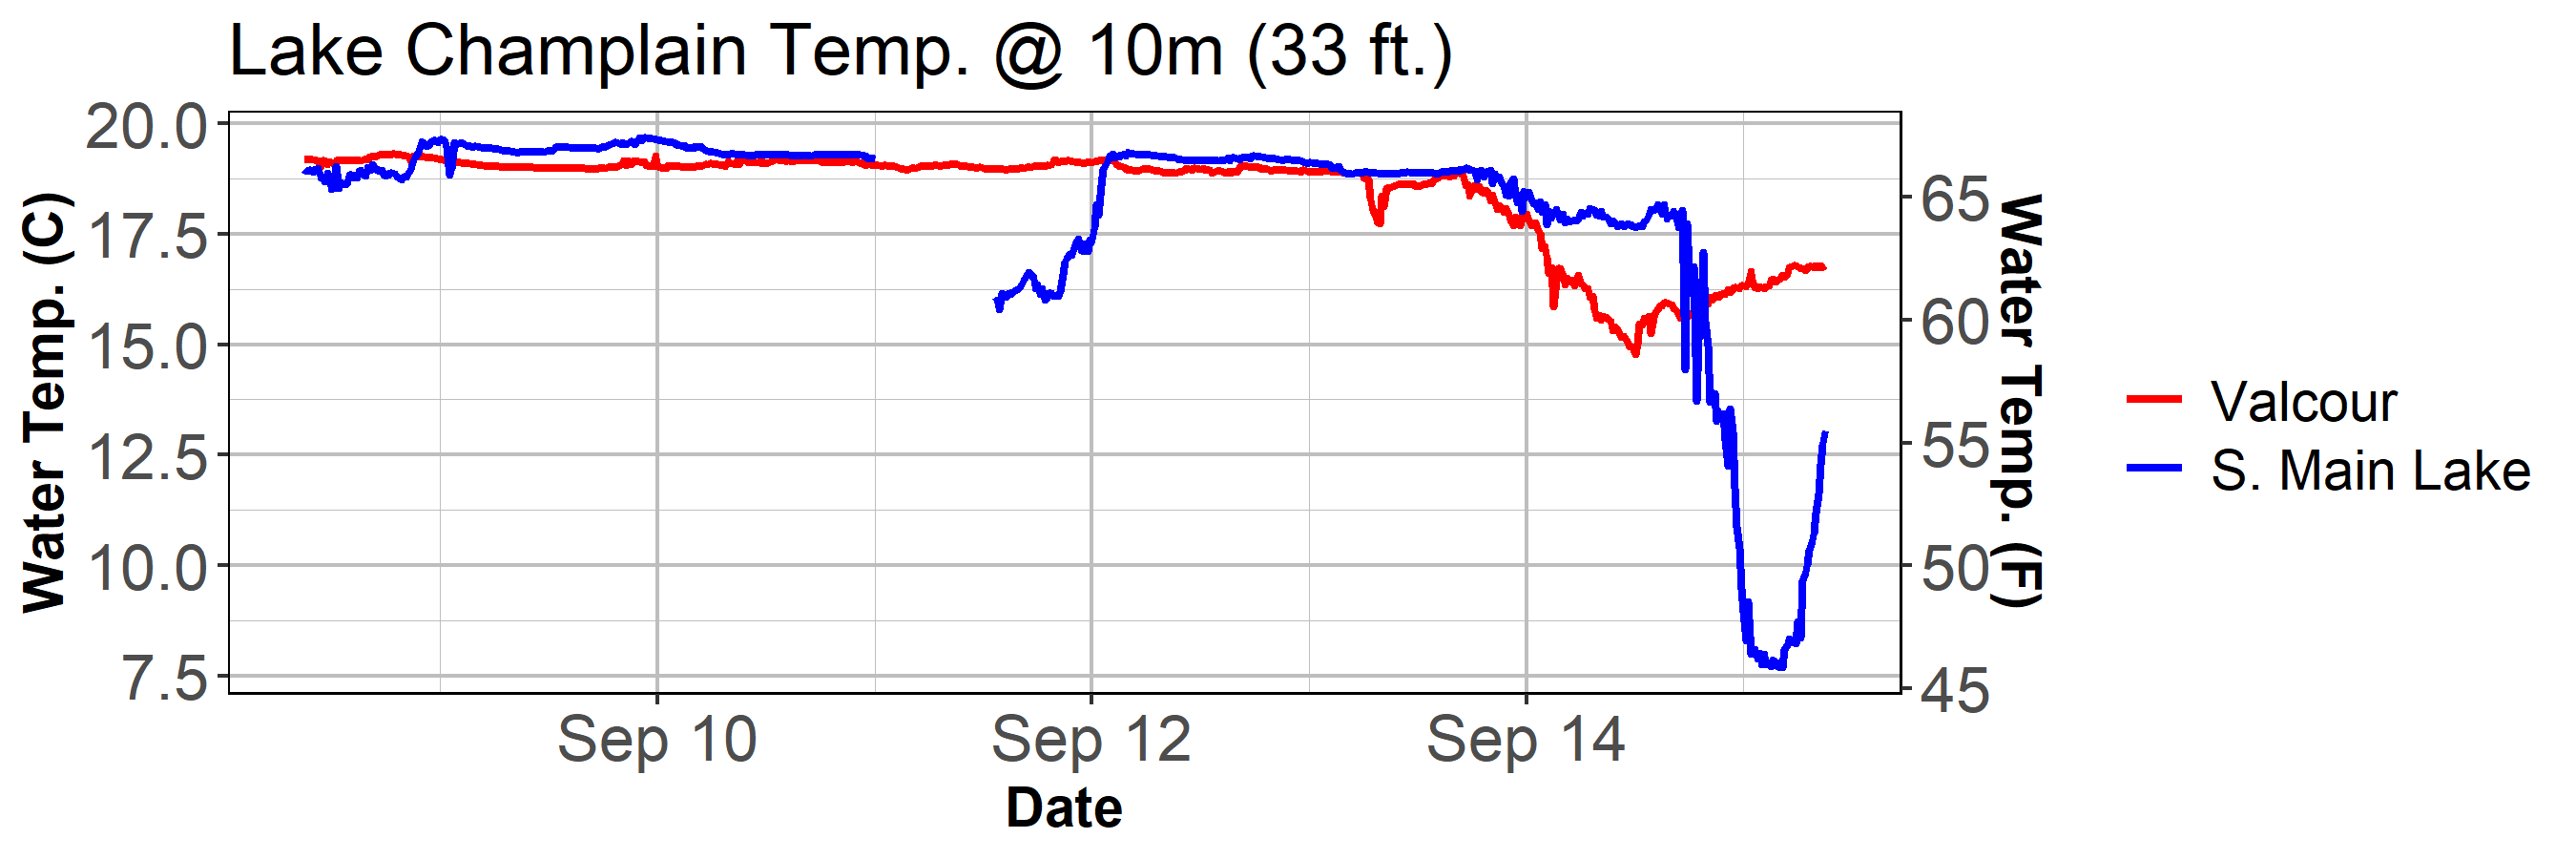 Lake Champlain Temp. @ 10m (33 ft.)
Water Temp. (C)
20.0
17.5
15.0
12.5
10.0
7.5
65
60
55
50
45
Water Temp. (F)
Sep 10
Sep 12
Sep 14
Date
Valcour
S. Main Lake